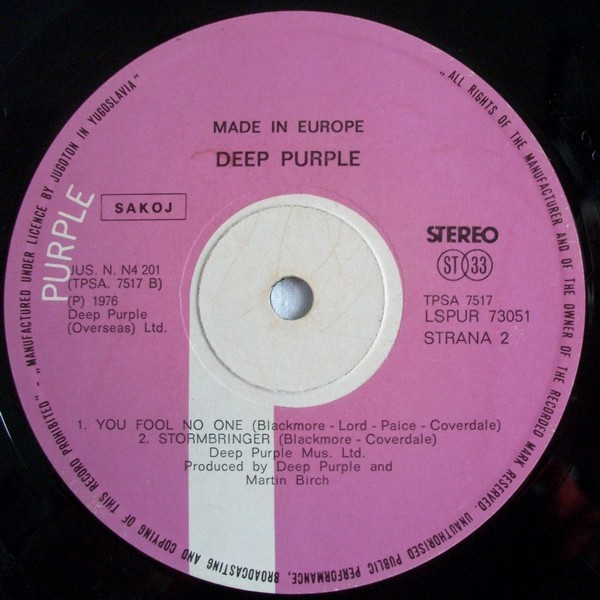 "MANUFACTURED UNDER LICENCE BY JUGOTON IN YUGOSLAVIA"
"ALL RIGHTS OF THE MANUFACTURER AND OF THE OWNER OF THE RECORDED MARK RESERVED. UNAUTHORISED PUBLIC PERFORMANCE, BROADCASTING AND COPYING OF THIS RECORD PROHIBITED" -
MADE IN EUROPE
DEEP PURPLE
PURPLE
SAKOJ
JUS. N. N4 201
(TPSA. 7517 B)
(P) 1976
Deep Purple
(Overseas) Ltd.
STEREO
ST 33
TPSA 7517
LSPUR 73051
STRANA 2
1. YOU FOOL NO ONE (Blackmore - Lord - Paice - Coverdale)
2. STORMBRINGER (Blackmore - Coverdale)
Deep Purple Mus. Ltd.
Produced by Deep Purple and
Martin Birch